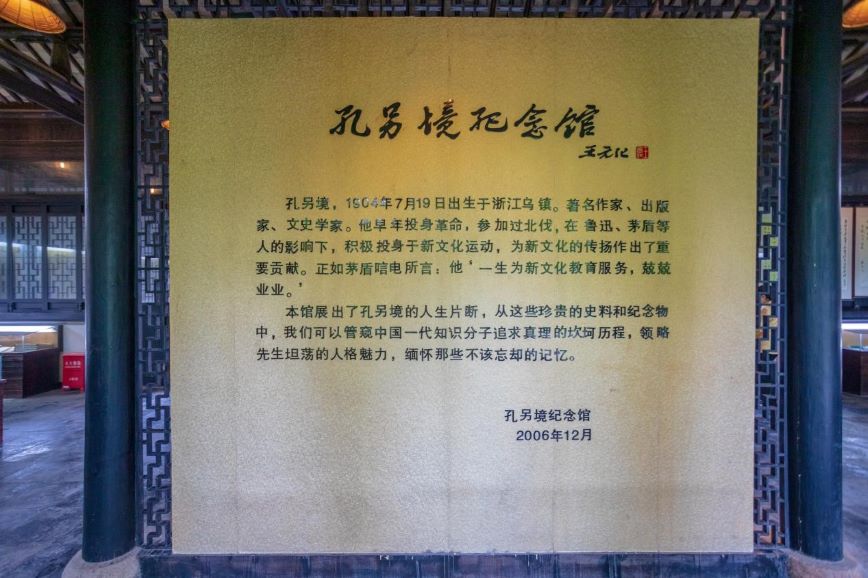 孔另境纪念馆
王元化
孔另境，1904年7月19日出生于浙江乌镇。著名作家、出版
家、文史学家。他早年投身革命，参加过北伐，在 鲁迅、茅盾等
人的影响下，积极投身于新文化运动，为新文化的传扬作出了重
要贡献。正如茅盾唁电所言：他‘一生为新文化教育服务，兢兢
业业。’
本馆展出了孔另境的人生片断，从这些珍贵的史料和纪念物
中，我们可以管窥中国一代知识分子追求真理的坎坷历程，领略
先生坦荡的人格魅力，缅怀那些不该忘却的记忆。
孔另境纪念馆
2006年12月